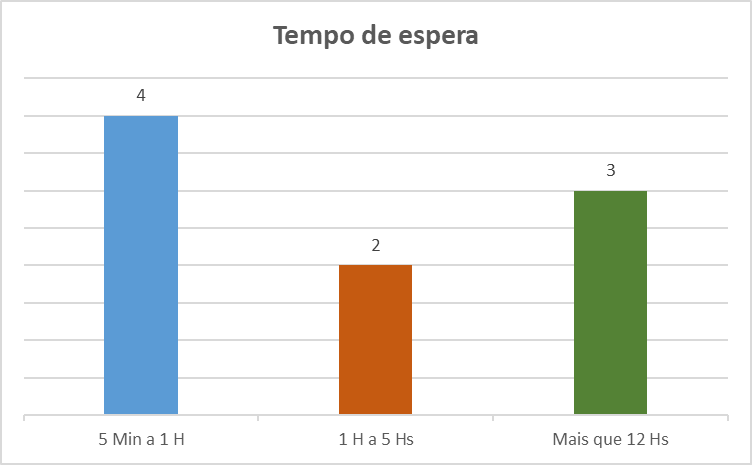 Tempo de espera
4
2
3
5 Min a 1 H
1 H a 5 Hs
Mais que 12 Hs